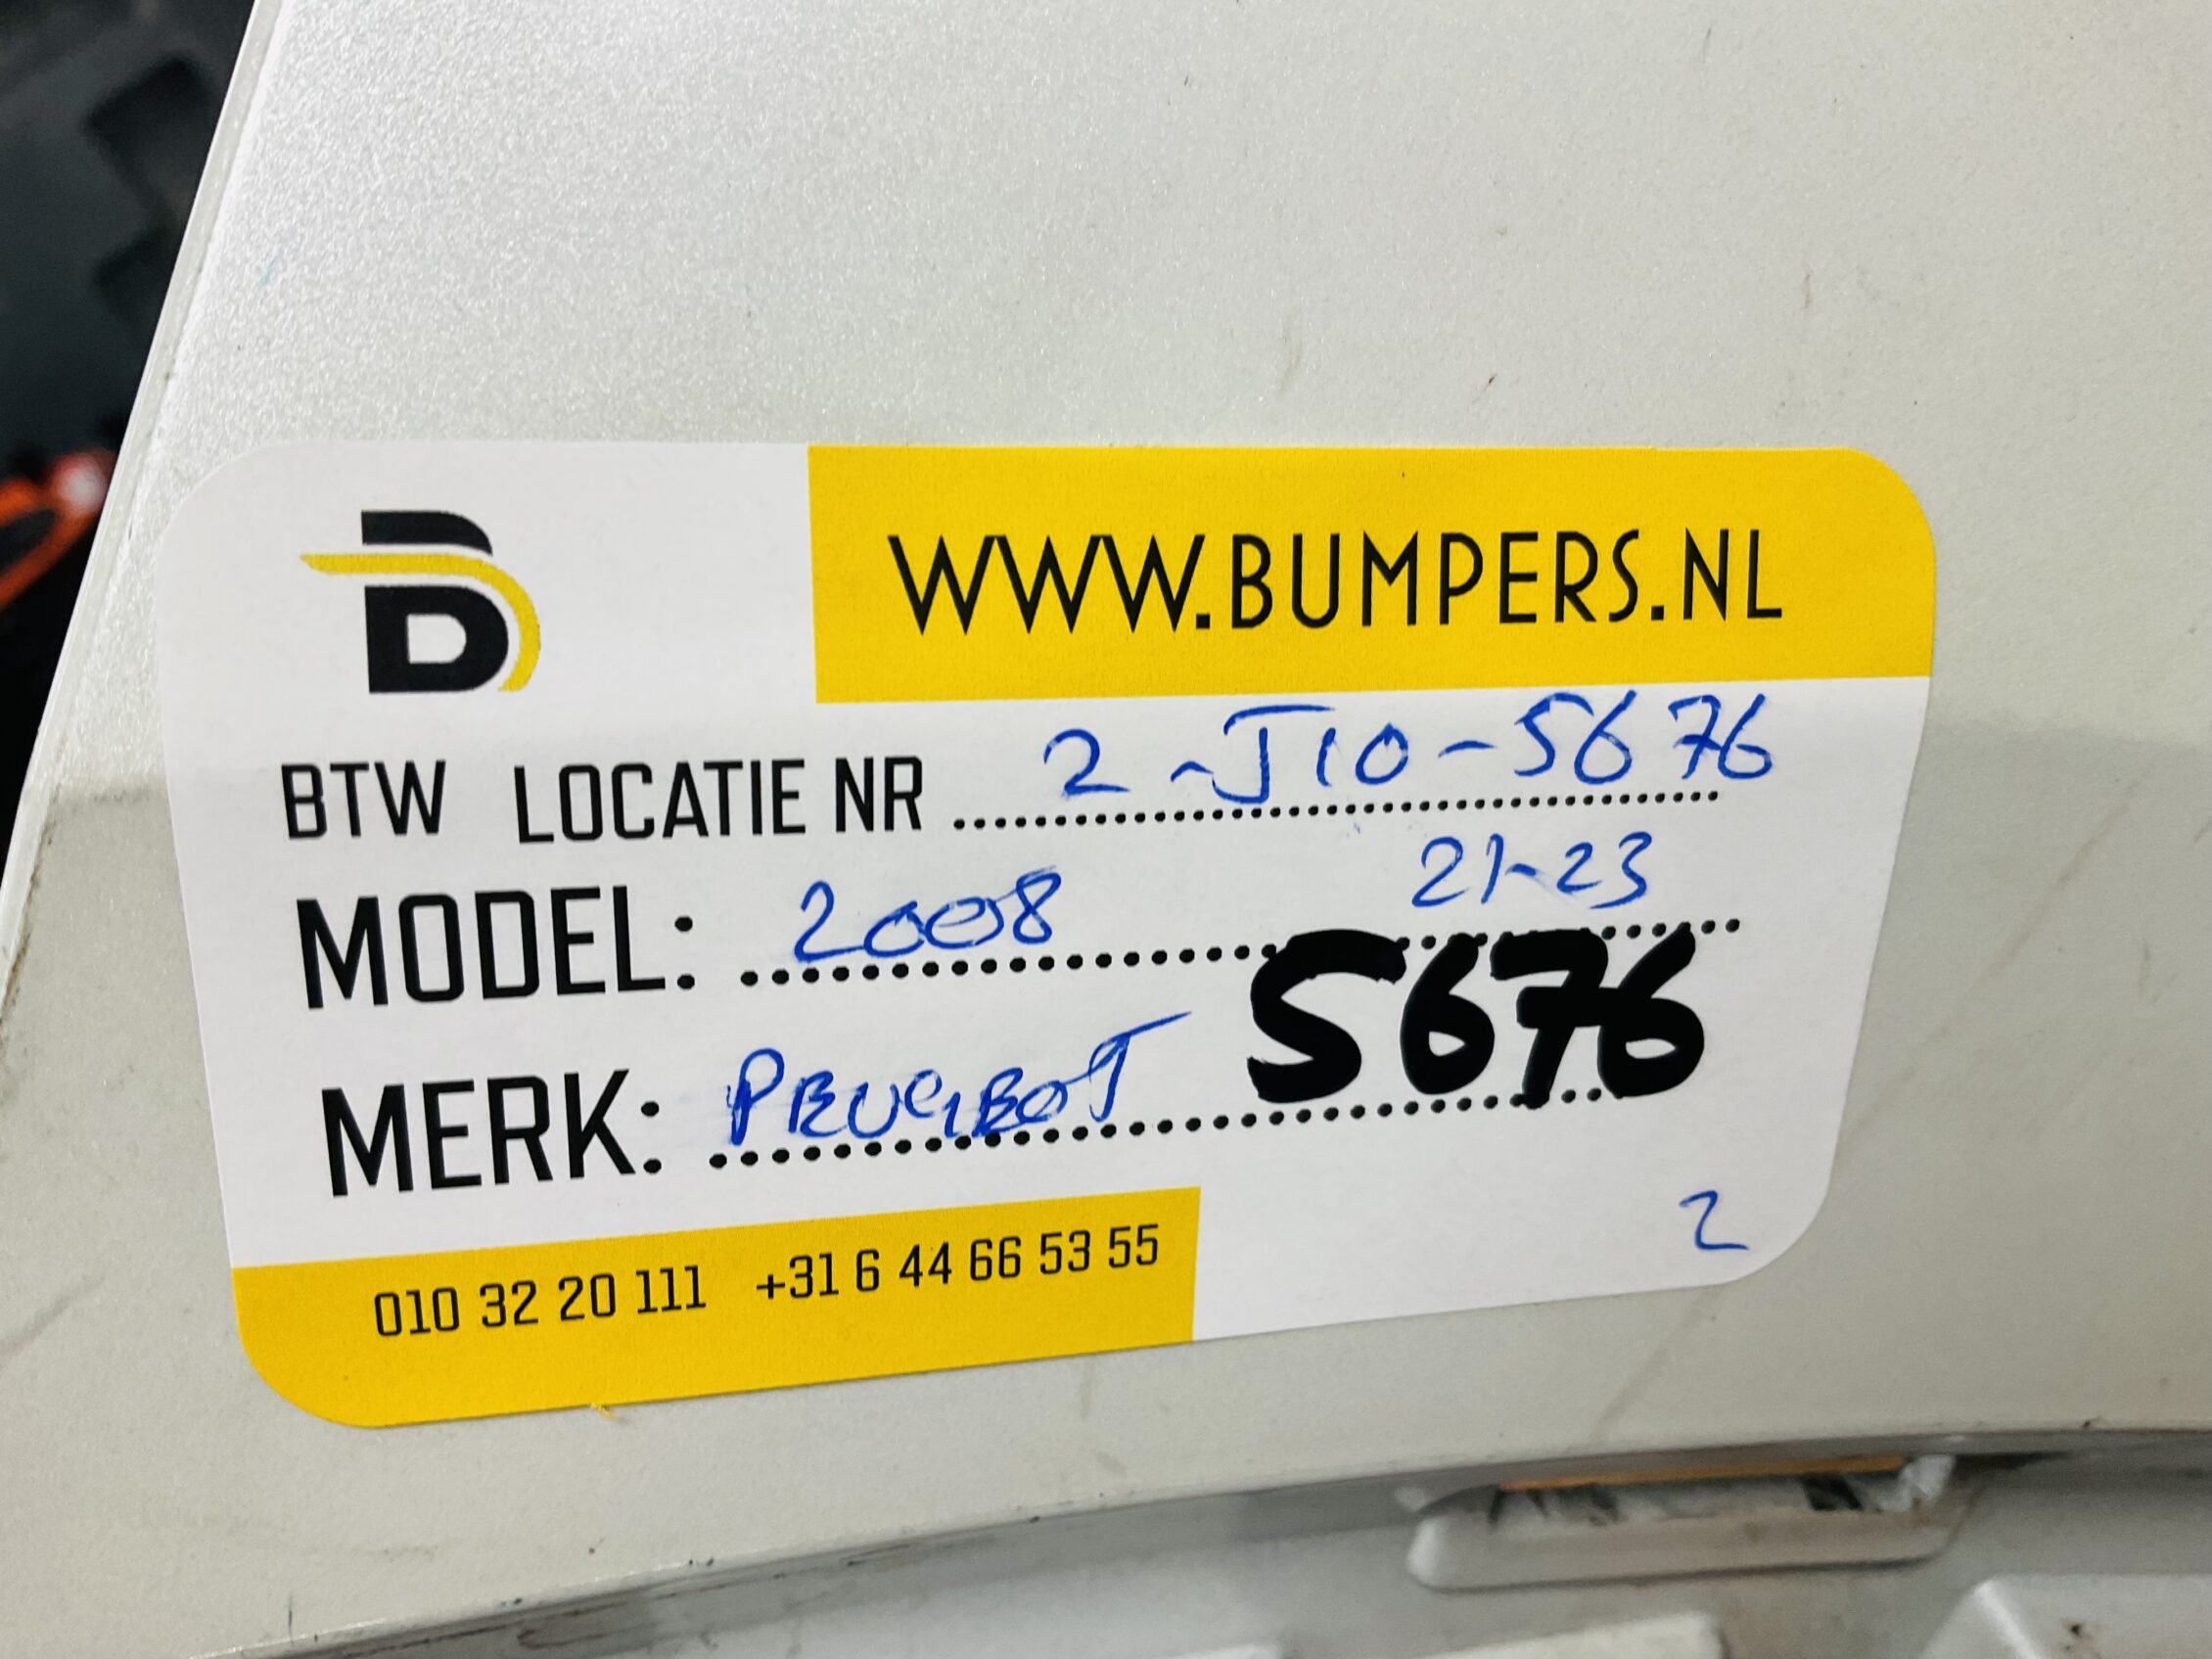 B
WWW.BUMPERS.NL
BTW LOCATIE NR 2-J10-5676
21-23
MODEL: 2008
5676
MERK: PEUGEOT
2
010 32 20 111 +31 6 44 66 53 55